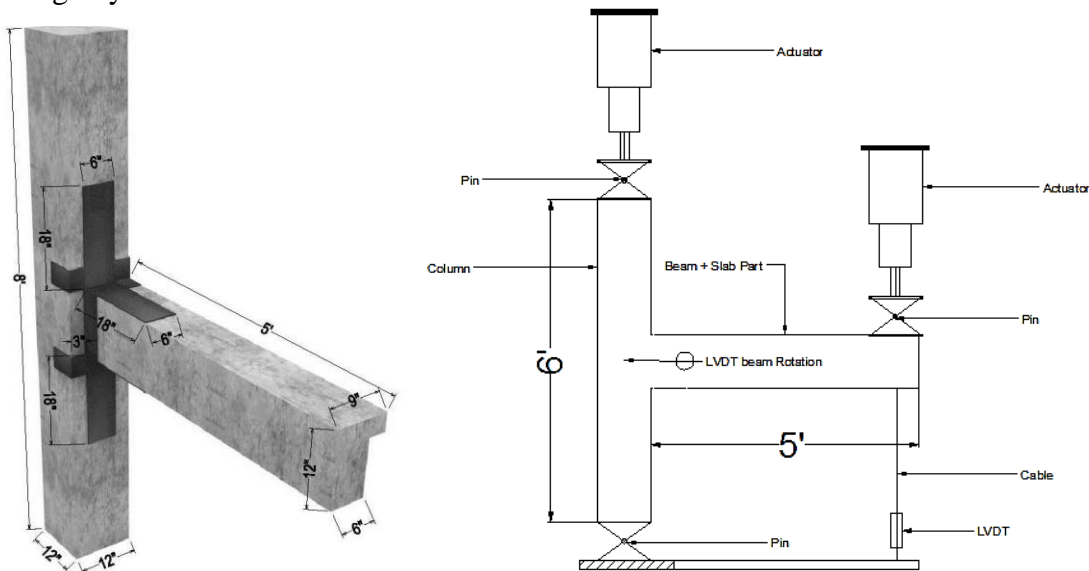 Actuator
Pin
Actuator
Column
Beam + Slab Part
Pin
LVDT beam Rotation
6'
5'
Cable
LVDT
Pin
8'
6"
18"
18"
6"
3"
18"
5'
9"
12"
6"
12"
12"